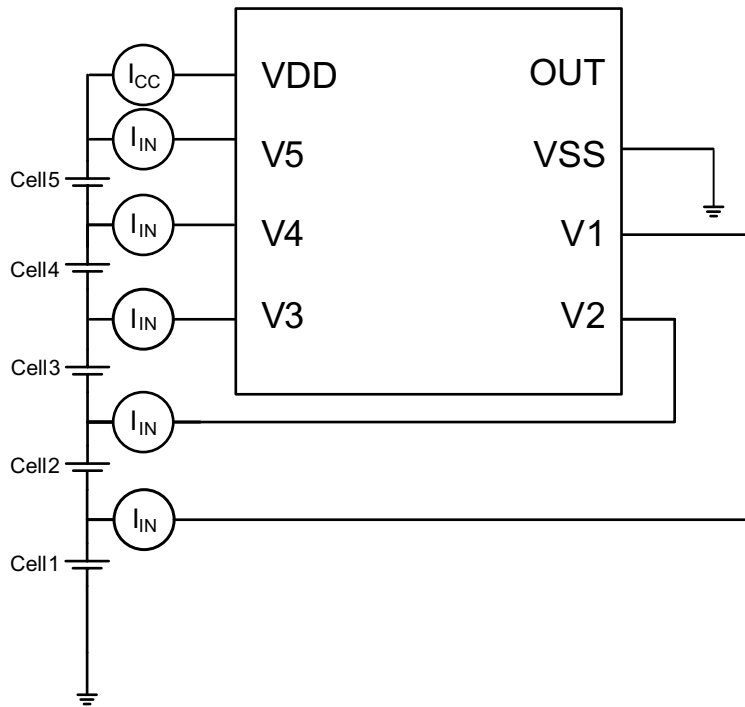 I_CC VDD OUT
I_IN V5 VSS
Cell5
I_IN V4 V1
Cell4
I_IN V3 V2
Cell3
I_IN
Cell2
I_IN
Cell1